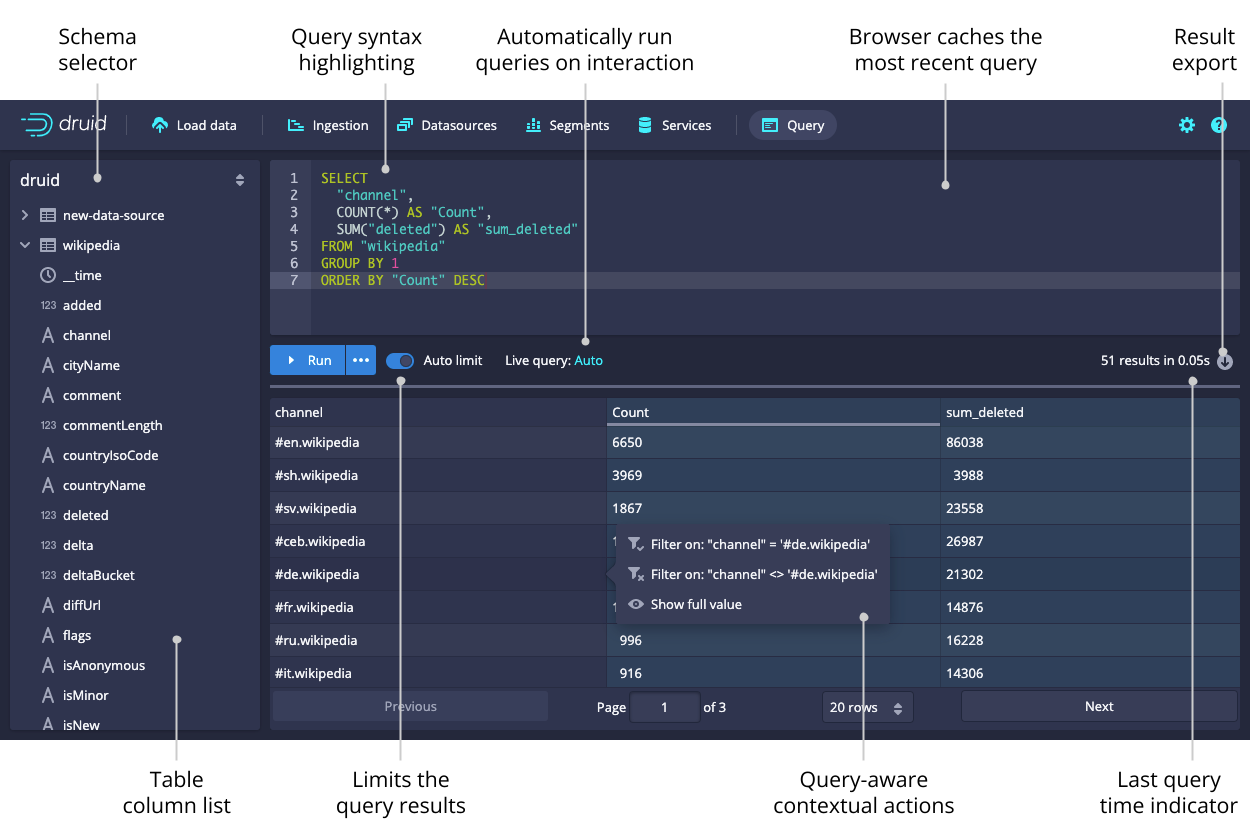 Schema
selector
Query syntax
highlighting
Automatically run
queries on interaction
Browser caches the
most recent query
Result
export
druid
Load data
Ingestion
Datasources
Segments
Services
Query
?
druid
new-data-source
wikipedia
__time
123 added
A channel
A cityName
A comment
123 commentLength
A countryIsoCode
A countryName
123 deleted
123 delta
123 deltaBucket
A diffUrl
A flags
A isAnonymous
A isMinor
A isNew
1 SELECT
2 "channel",
3 COUNT(*) AS "Count",
4 SUM("deleted") AS "sum_deleted"
5 FROM "wikipedia"
6 GROUP BY 1
7 ORDER BY "Count" DESC
Run
Auto limit
Live query: Auto
51 results in 0.05s
channel Count sum_deleted
#en.wikipedia 6650 86038
#sh.wikipedia 3969 3988
#sv.wikipedia 1867 23558
#ceb.wikipedia 26987
#de.wikipedia 21302
#fr.wikipedia 14876
#ru.wikipedia 996 16228
#it.wikipedia 916 14306
Filter on: "channel" = '#de.wikipedia'
Filter on: "channel" <> '#de.wikipedia'
Show full value
Previous
Page 1 of 3
20 rows
Next
Table
column list
Limits the
query results
Query-aware
contextual actions
Last query
time indicator